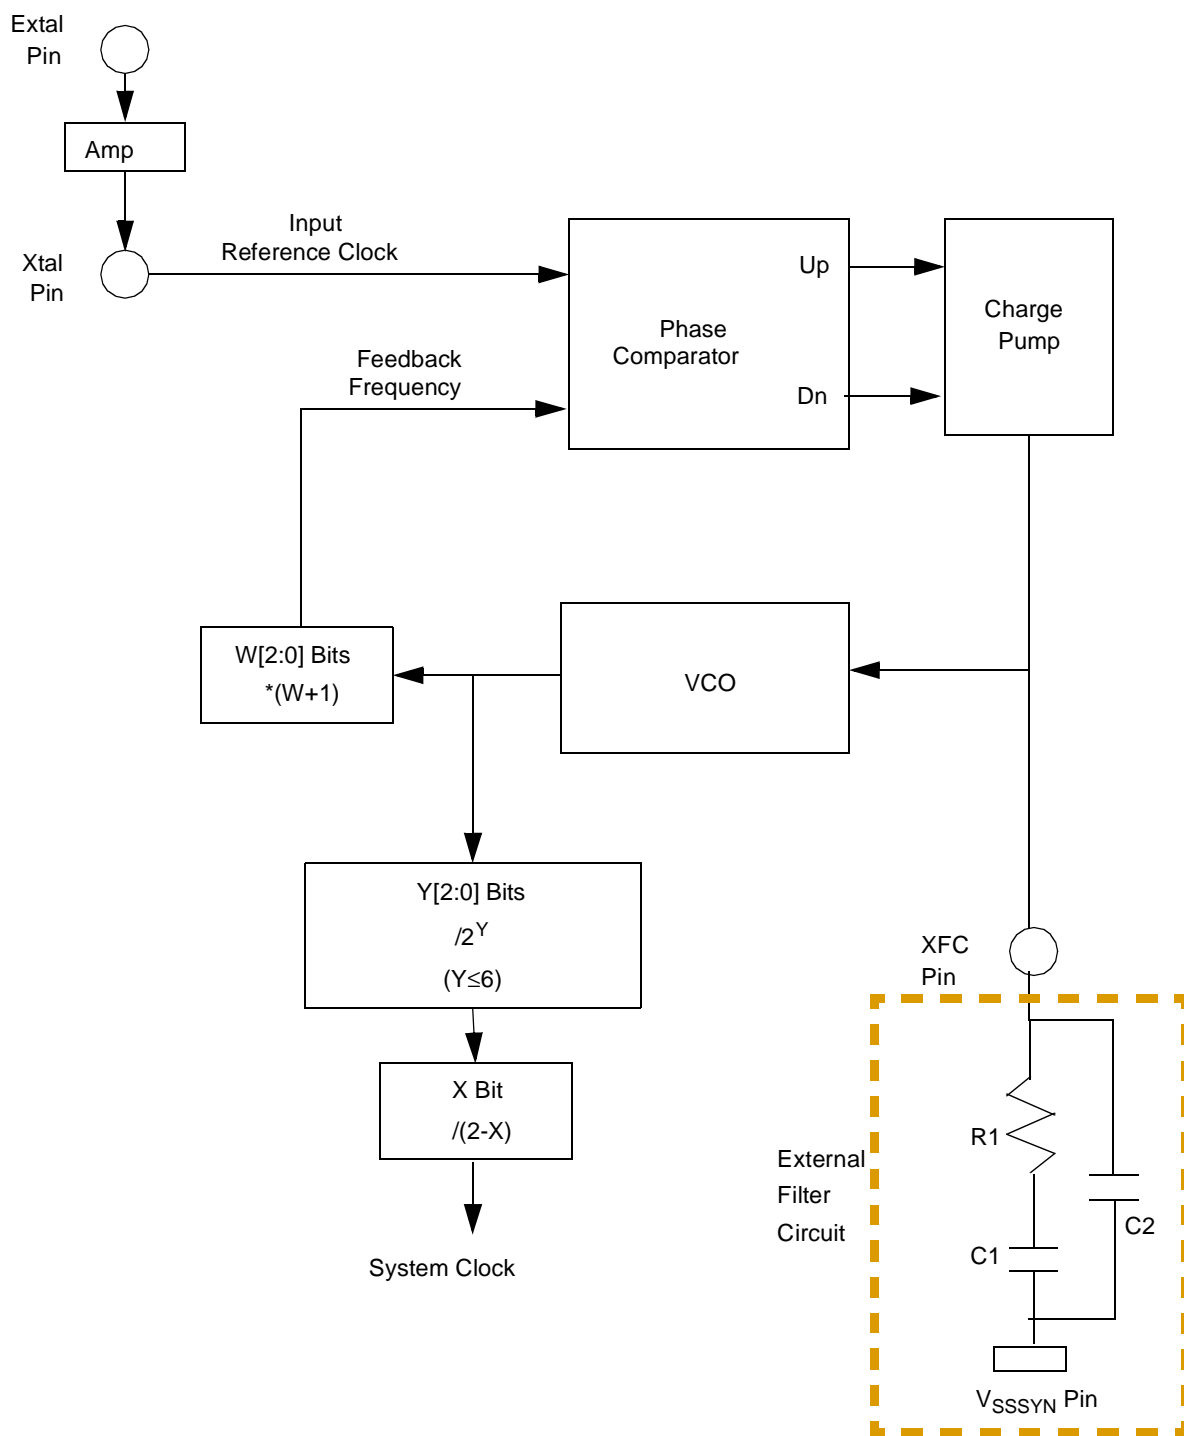 Extal
Pin
Amp
Xtal
Pin
Input
Reference Clock
Feedback
Frequency
Phase
Comparator
Up
Dn
Charge
Pump
W[2:0] Bits
*(W+1)
VCO
Y[2:0] Bits
/2^Y
(Y≤6)
X Bit
/(2-X)
System Clock
XFC
Pin
External
Filter
Circuit
R1
C1
C2
VSSSYN Pin